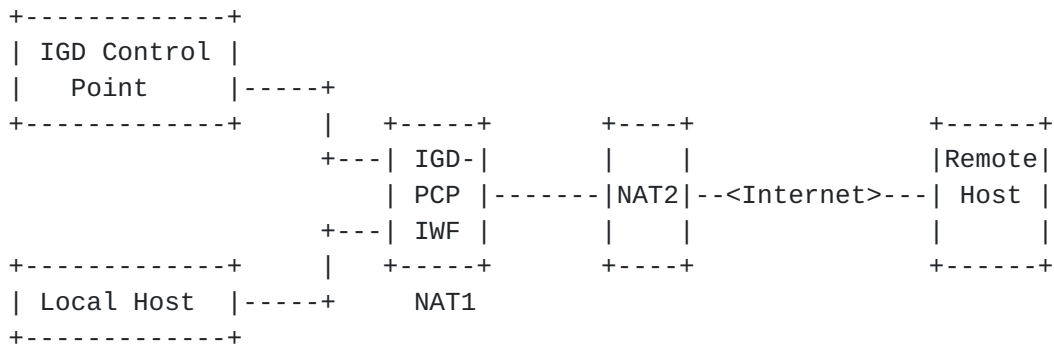 IGD Control
Point
IGD-
Remote
PCP
NAT2
<Internet>
Host
IWF
Local Host
NAT1